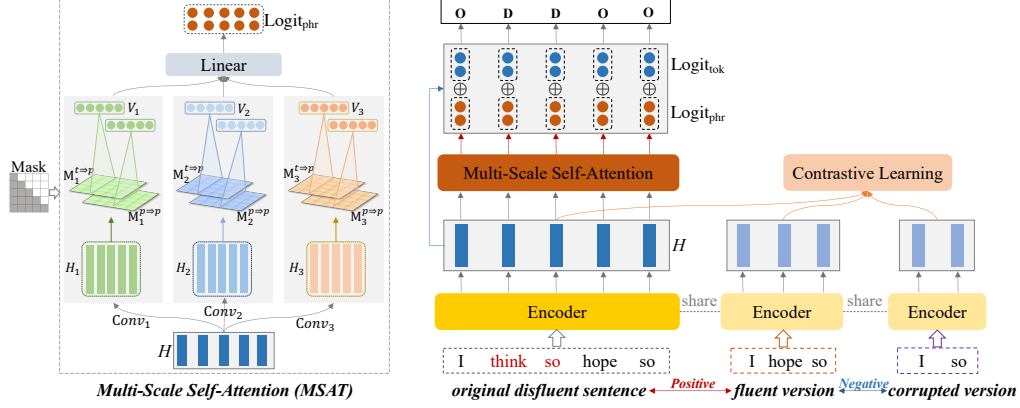 Logit_phr
Linear
V_1
V_2
V_3
Mask
M_1^{t⇒p}
M_2^{t⇒p}
M_3^{t⇒p}
M_1^{p⇒p}
M_2^{p⇒p}
M_3^{p⇒p}
H_1
H_2
H_3
Conv_1
Conv_2
Conv_3
H
Multi-Scale Self-Attention (MSAT)
O D D O O
Logit_tok
Logit_phr
Multi-Scale Self-Attention
Contrastive Learning
H
Encoder share Encoder share Encoder
I think so hope so
I hope so
I so
original disfluent sentence Positive fluent version Negative corrupted version